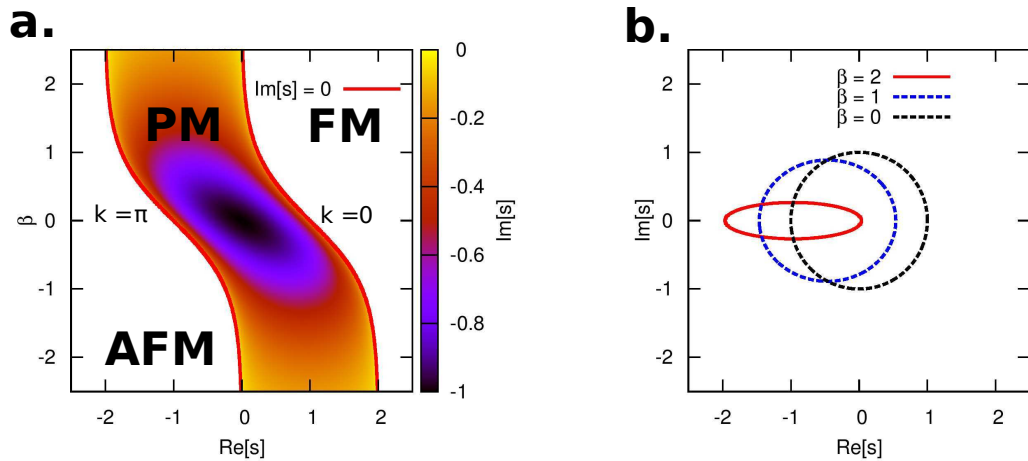 a.
2
1
0
-1
-2
β
-2
-1
0
1
2
Re[s]
Im[s] = 0
PM
FM
k =π
k =0
AFM
0
-0.2
-0.4
-0.6
-0.8
-1
Im[s]
b.
2
1
0
-1
-2
Im[s]
-2
-1
0
1
2
Re[s]
β = 2
β = 1
β = 0